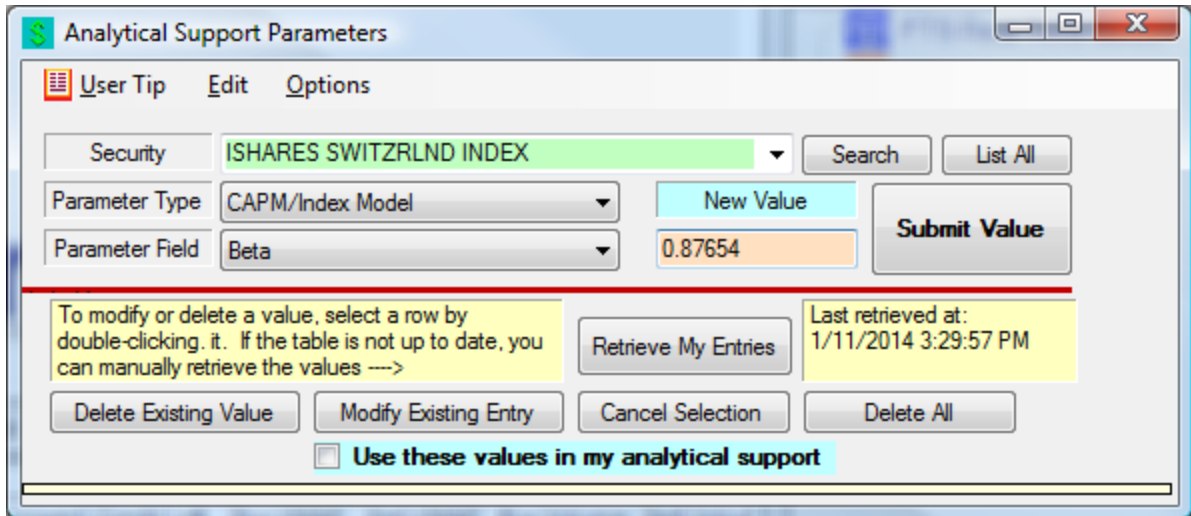 Analytical Support Parameters
User Tip Edit Options
Security ISHARES SWITZRLND INDEX Search List All
Parameter Type CAPM/Index Model New Value
Submit Value
Parameter Field Beta 0.87654
To modify or delete a value, select a row by
double-clicking. it. If the table is not up to date, you
can manually retrieve the values ---->
Retrieve My Entries
Last retrieved at:
1/11/2014 3:29:57 PM
Delete Existing Value Modify Existing Entry Cancel Selection Delete All
Use these values in my analytical support